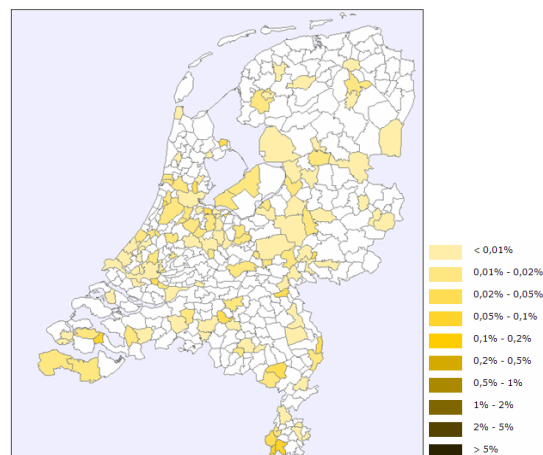 < 0,01%
0,01% - 0,02%
0,02% - 0,05%
0,05% - 0,1%
0,1% - 0,2%
0,2% - 0,5%
0,5% - 1%
1% - 2%
2% - 5%
> 5%